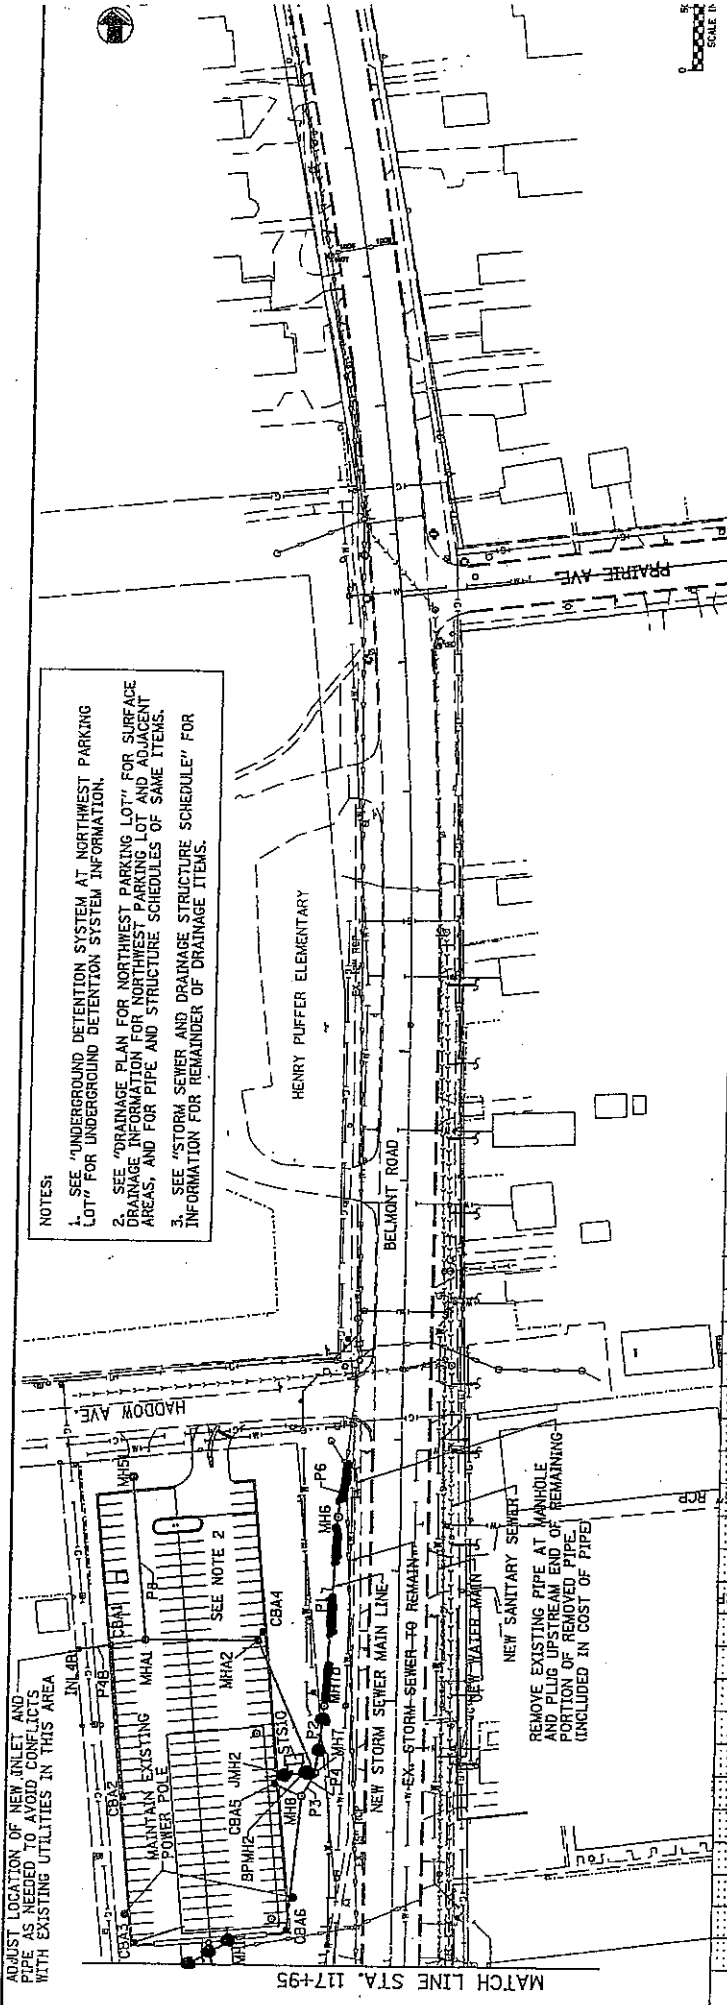 ADJUST LOCATION OF NEW INLET AND
PIPE AS NEEDED TO AVOID CONFLICTS
WITH EXISTING UTILITIES IN THIS AREA
NOTES:
1. SEE "UNDERGROUND DETENTION SYSTEM AT NORTHWEST PARKING
LOT" FOR UNDERGROUND DETENTION SYSTEM INFORMATION.
2. SEE "DRAINAGE PLAN FOR NORTHWEST PARKING LOT" FOR SURFACE
DRAINAGE INFORMATION FOR NORTHWEST PARKING LOT AND ADJACENT
AREAS, AND FOR PIPE AND STRUCTURE SCHEDULES OF SAME ITEMS.
3. SEE "STORM SEWER AND DRAINAGE STRUCTURE SCHEDULE" FOR
INFORMATION FOR REMAINDER OF DRAINAGE ITEMS.
INL4B
P4B
CBA3
CBA2
CBA1
MH5
MAINTAIN EXISTING
POWER POLE
MHA1
P8
SEE NOTE 2
HADDOW AVE.
MHA2
CBA4
JMH2
STS10
CBA5
BPMH2
CBA6
MH8
P3
P4
MH7
P2
P1
MH6
P6
HENRY PUFFER ELEMENTARY
BELMONT ROAD
PRAIRIE AVE.
NEW STORM SEWER MAIN LINE
EX. STORM SEWER TO REMAIN
NEW WATER MAIN
NEW SANITARY SEWER
RCP
REMOVE EXISTING PIPE AT MANHOLE
AND PLUG UPSTREAM END OF REMAINING
PORTION OF REMOVED PIPE.
(INCLUDED IN COST OF PIPE)
MATCH LINE STA. 117+95
0
SCALE IN